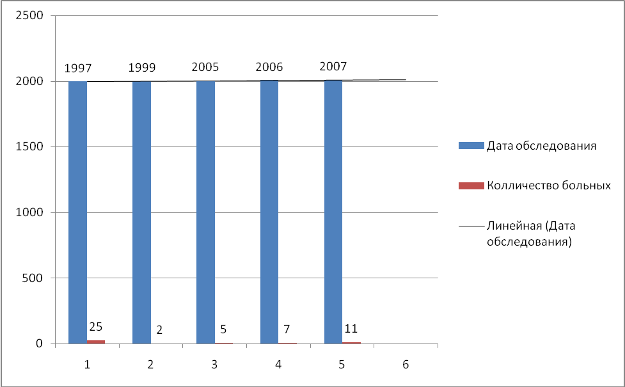 2500
1997 1999 2005 2006 2007
2000
1500
Дата обследования
Колличество больных
1000
Линейная (Дата
обследования)
500
25 2 5 7 11
0
1 2 3 4 5 6